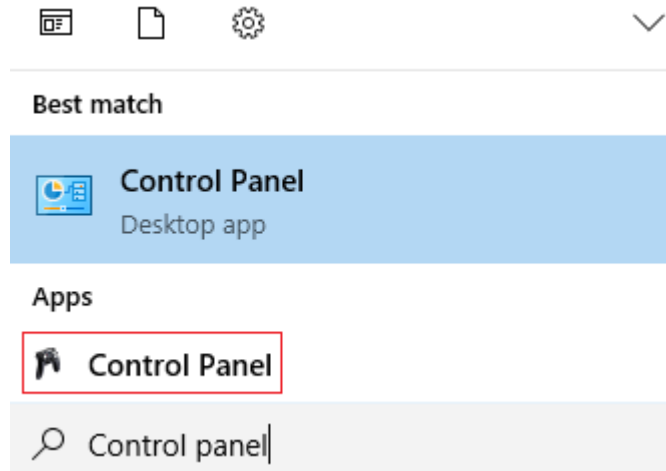 Best match
Control Panel
Desktop app
Apps
Control Panel
Control panel